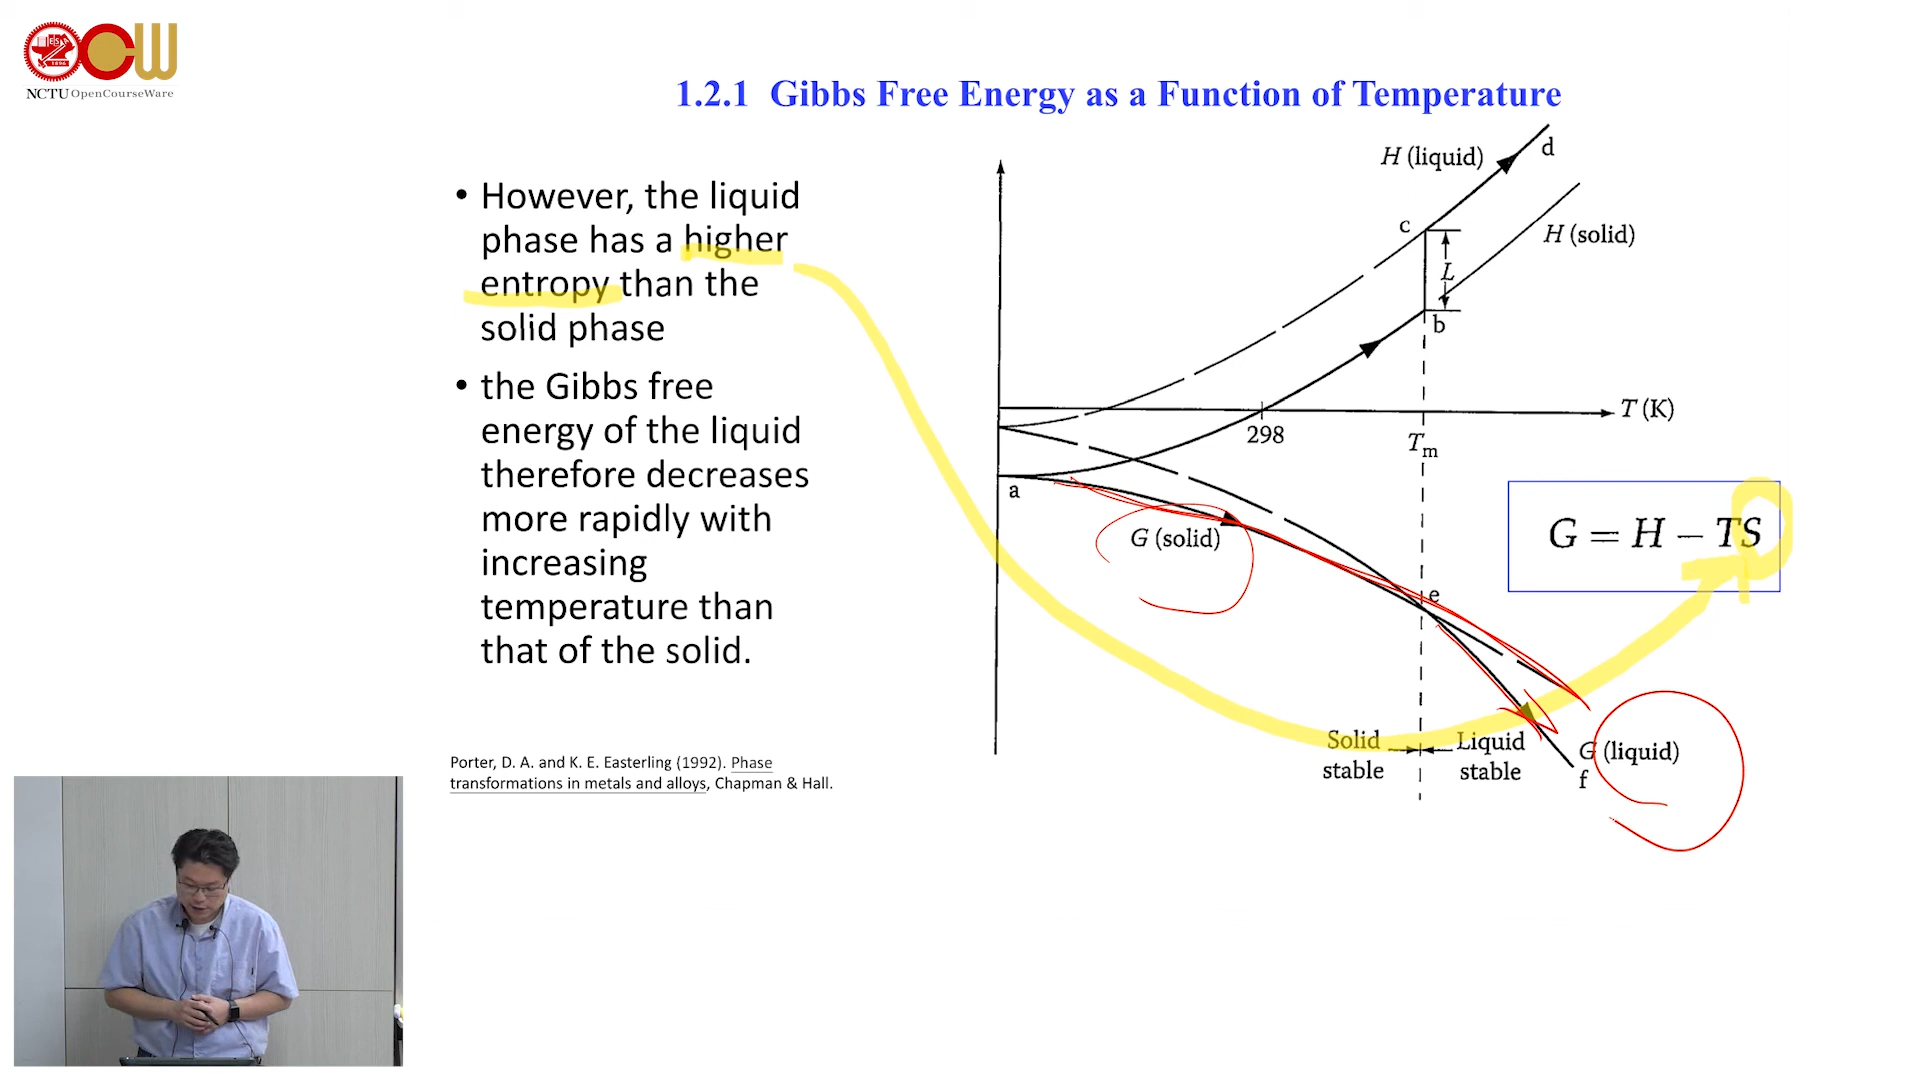 NCTU OpenCourseWare
1.2.1 Gibbs Free Energy as a Function of Temperature
• However, the liquid
phase has a higher
entropy than the
solid phase
• the Gibbs free
energy of the liquid
therefore decreases
more rapidly with
increasing
temperature than
that of the solid.
Porter, D. A. and K. E. Easterling (1992). Phase
transformations in metals and alloys, Chapman & Hall.
H (liquid)
d
c
H (solid)
L
b
T (K)
298
Tm
a
G (solid)
e
G = H – TS
Solid
stable
Liquid
stable
G (liquid)
f